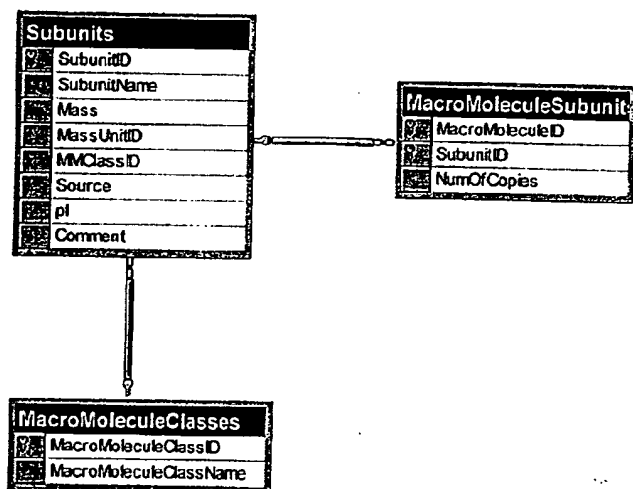 Subunits
SubunitID
SubunitName
Mass
MassUnitID
MMClassID
Source
pI
Comment
MacroMoleculeSubunit
MacroMoleculeID
SubunitID
NumOfCopies
MacroMoleculeClasses
MacroMoleculeClassID
MacroMoleculeClassName